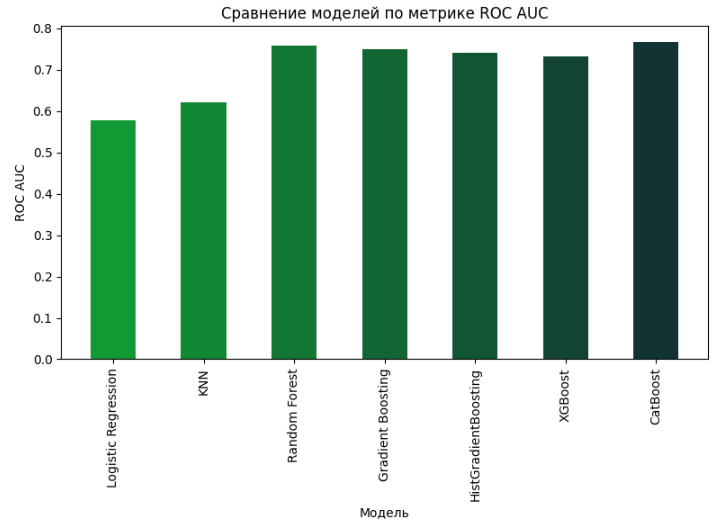 Сравнение моделей по метрике ROC AUC
ROC AUC
0.8
0.7
0.6
0.5
0.4
0.3
0.2
0.1
0.0
Logistic Regression
KNN
Random Forest
Gradient Boosting
HistGradientBoosting
XGBoost
CatBoost
Модель